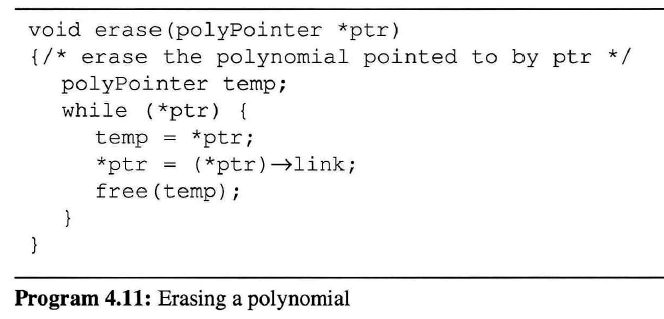 void erase(polyPointer *ptr)
{/* erase the polynomial pointed to by ptr */
polyPointer temp;
while (*ptr) {
temp = *ptr;
*ptr = (*ptr)→link;
free(temp);
}
}
Program 4.11: Erasing a polynomial